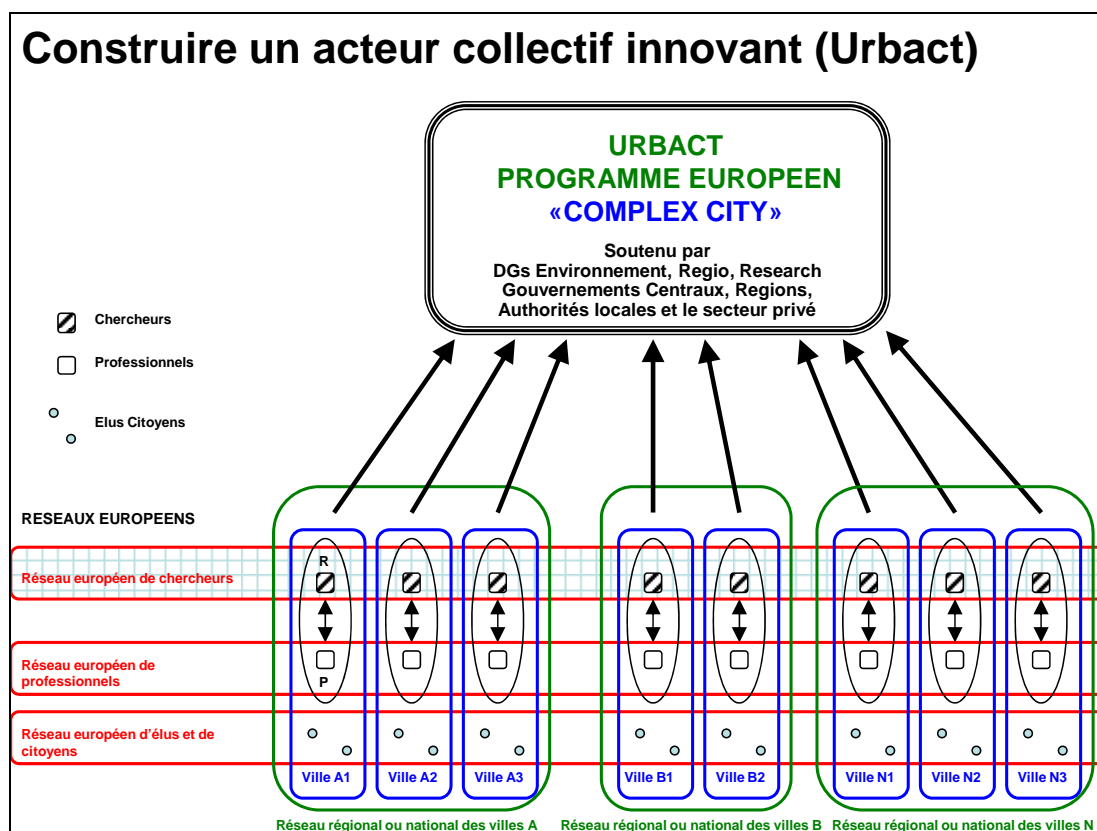 Construire un acteur collectif innovant (Urbact)
URBACT
PROGRAMME EUROPEEN
«COMPLEX CITY»
Soutenu par
DGs Environnement, Regio, Research
Gouvernements Centraux, Regions,
Authorités locales et le secteur privé
Chercheurs
Professionnels
Elus Citoyens
RESEAUX EUROPEENS
R
Réseau européen de chercheurs
Réseau européen de
professionnels
P
Réseau européen d'élus et de
citoyens
Ville A1 Ville A2 Ville A3 Ville B1 Ville B2 Ville N1 Ville N2 Ville N3
Réseau régional ou national des villes A Réseau régional ou national des villes B Réseau régional ou national des villes N